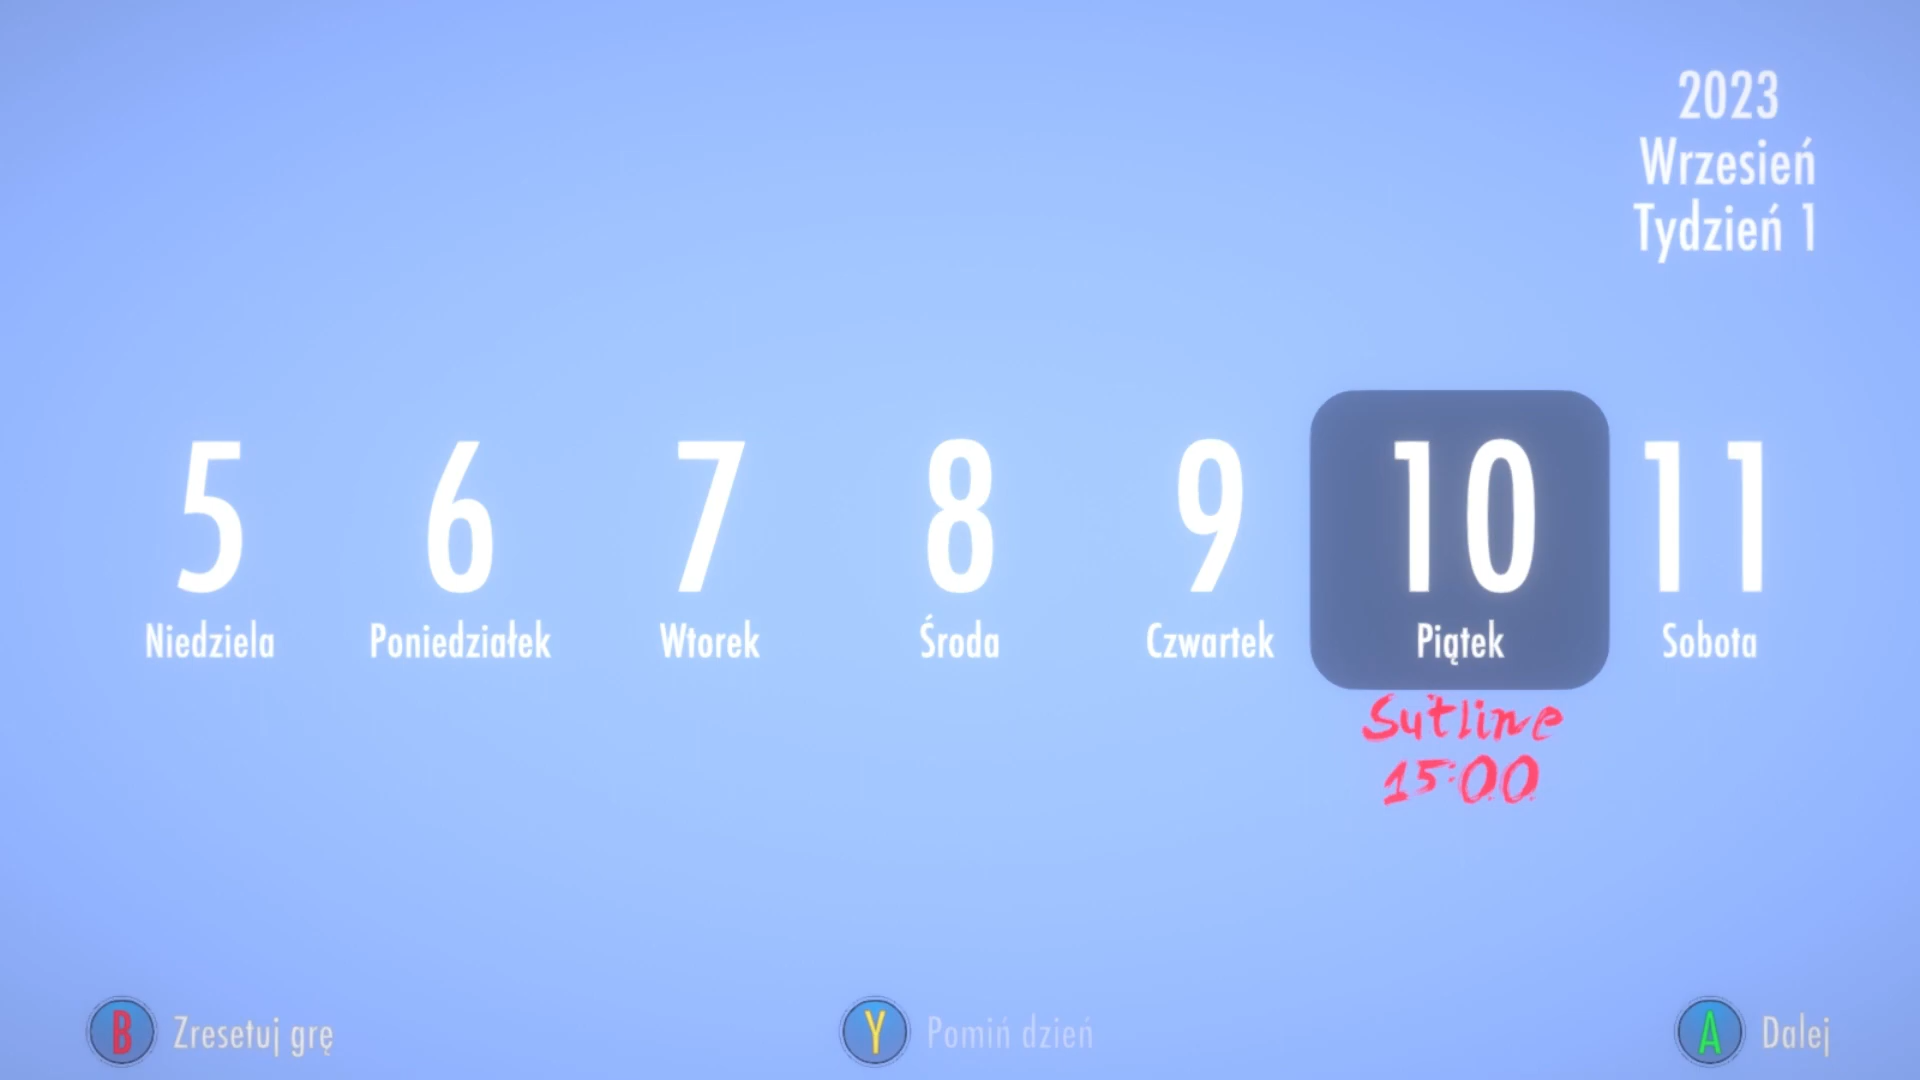 2023
Wrzesień
Tydzień 1
5 6 7 8 9 10 11
Niedziela Poniedziałek Wtorek Środa Czwartek Piątek Sobota
Sutline
15:00
B Zresetuj grę Y Pomiń dzień A Dalej